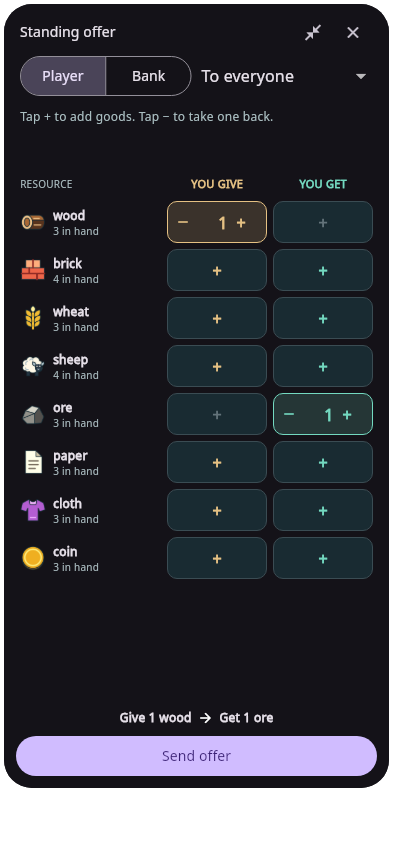 Standing offer
Player Bank To everyone
Tap + to add goods. Tap − to take one back.
RESOURCE YOU GIVE YOU GET
wood
3 in hand
− 1 + +
brick
4 in hand
+ +
wheat
3 in hand
+ +
sheep
4 in hand
+ +
ore
3 in hand
+ − 1 +
paper
3 in hand
+ +
cloth
3 in hand
+ +
coin
3 in hand
+ +
Give 1 wood → Get 1 ore
Send offer